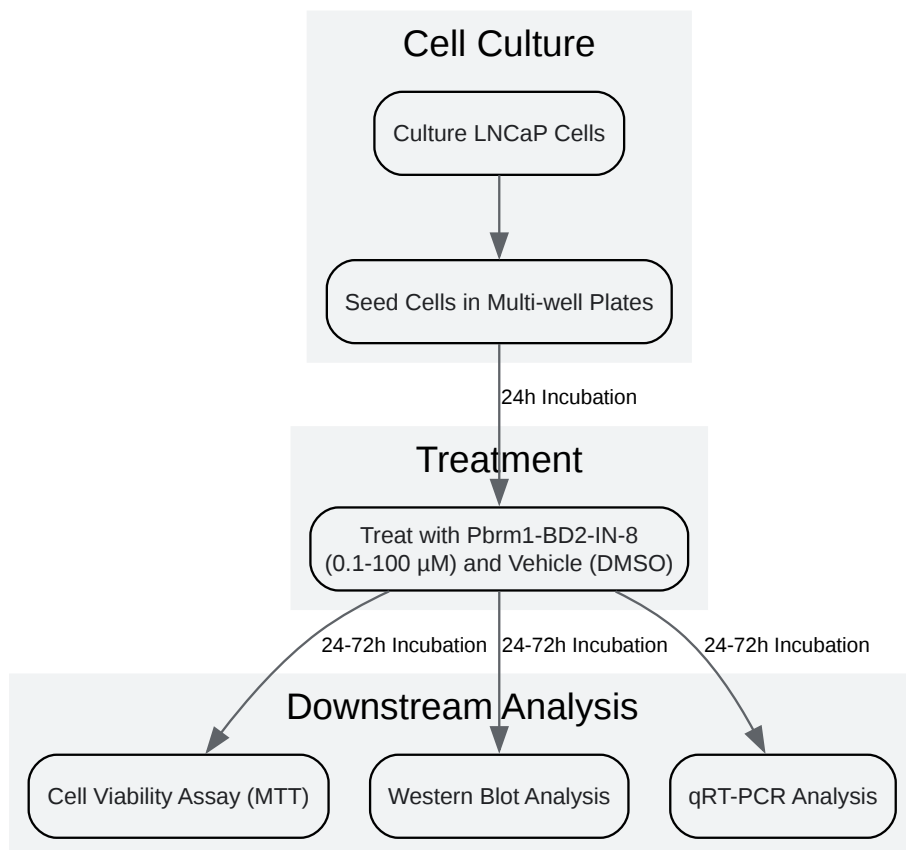 Cell Culture
Culture LNCaP Cells
Seed Cells in Multi-well Plates
24h Incubation
Treatment
Treat with Pbrm1-BD2-IN-8
(0.1-100 µM) and Vehicle (DMSO)
24-72h Incubation
24-72h Incubation
24-72h Incubation
Downstream Analysis
Cell Viability Assay (MTT)
Western Blot Analysis
qRT-PCR Analysis